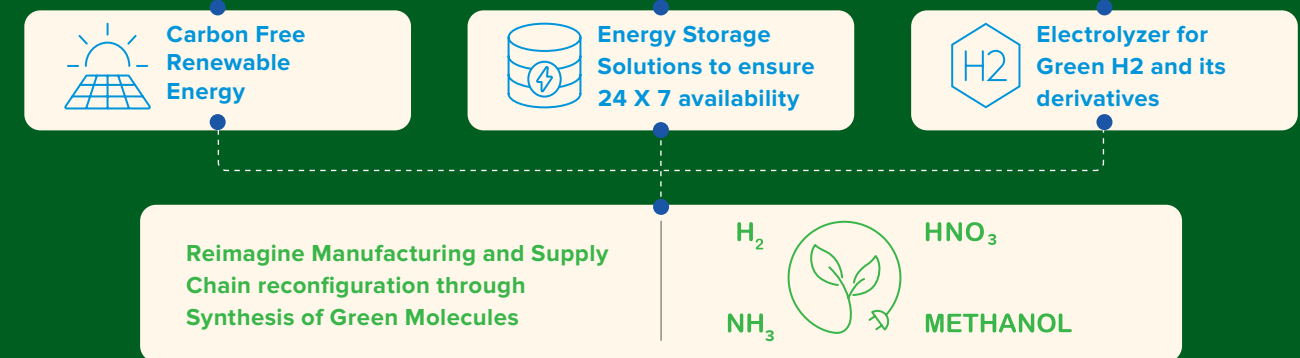 Carbon Free
Renewable
Energy
Energy Storage
Solutions to ensure
24 X 7 availability
H2
Electrolyzer for
Green H2 and its
derivatives
Reimagine Manufacturing and Supply
Chain reconfiguration through
Synthesis of Green Molecules
H₂
HNO₃
NH₃
METHANOL